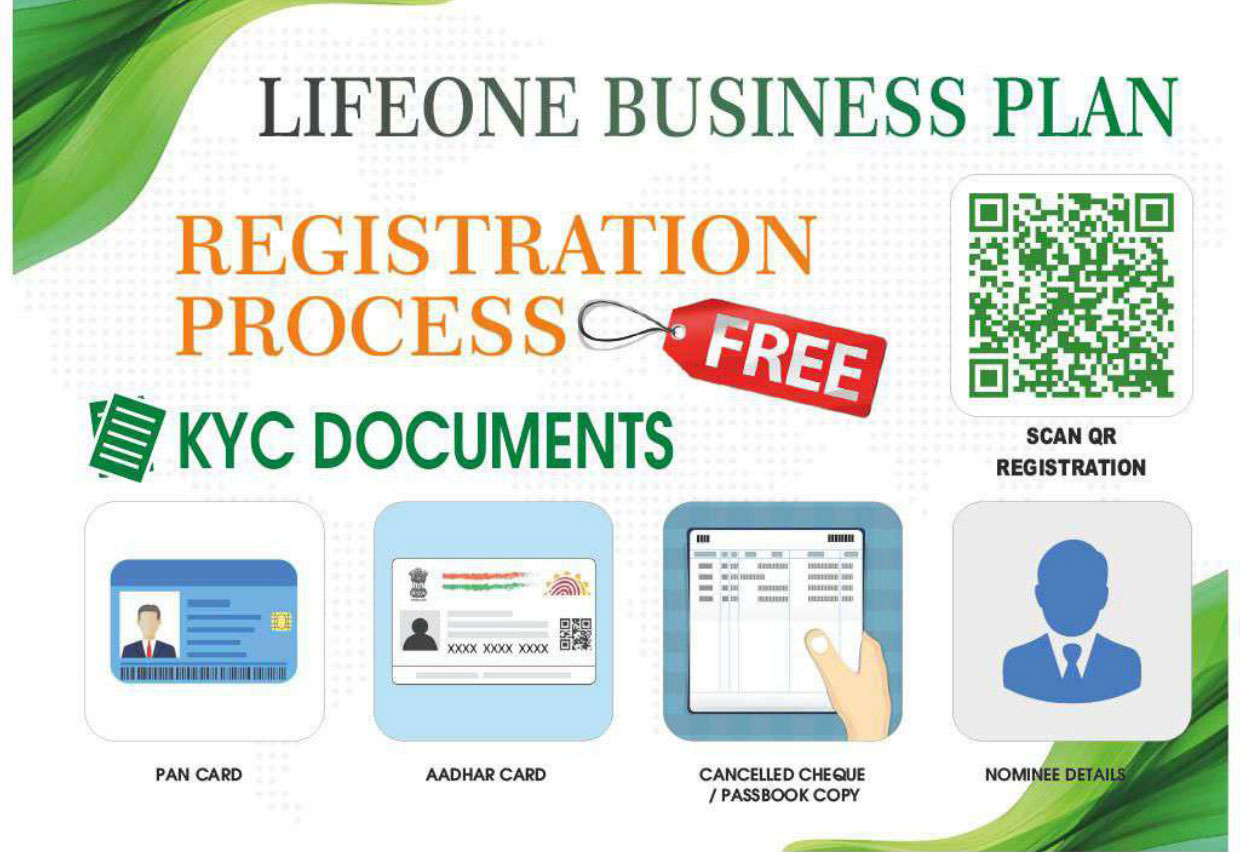 LIFEONE BUSINESS PLAN
REGISTRATION
PROCESS
FREE
SCAN QR
REGISTRATION
KYC DOCUMENTS
XXXX XXXX XXXX
PAN CARD
AADHAR CARD
CANCELLED CHEQUE
/ PASSBOOK COPY
NOMINEE DETAILS